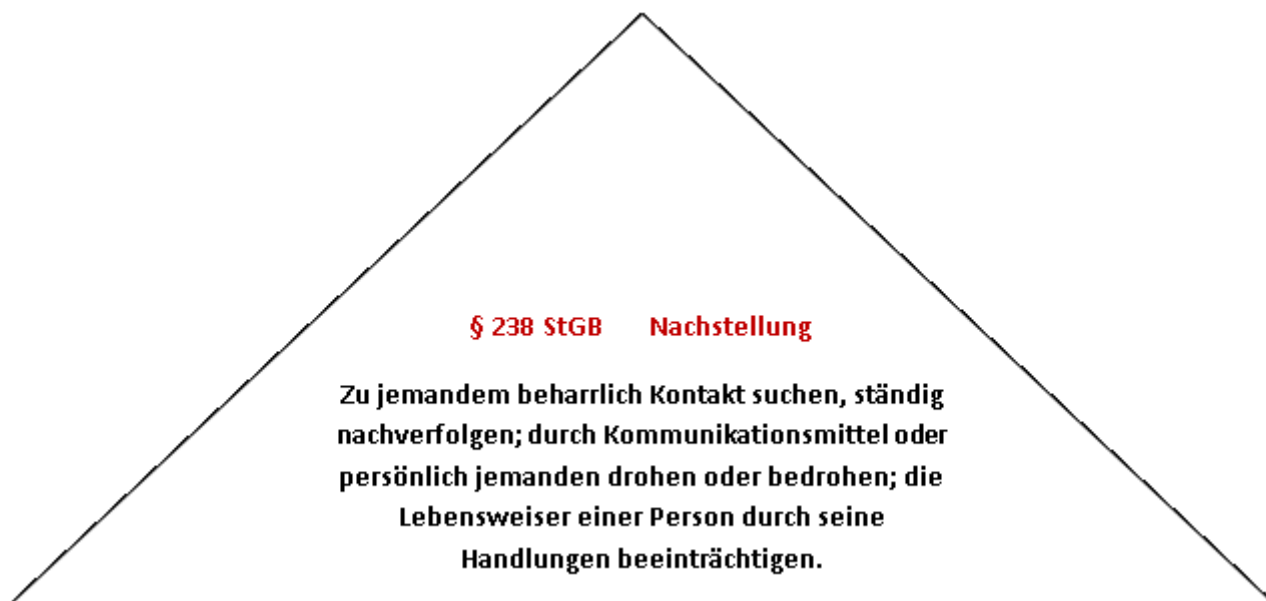 § 238 StGB Nachstellung
Zu jemandem beharrlich Kontakt suchen, ständig
nachverfolgen; durch Kommunikationsmittel oder
persönlich jemanden drohen oder bedrohen; die
Lebensweiser einer Person durch seine
Handlungen beeinträchtigen.